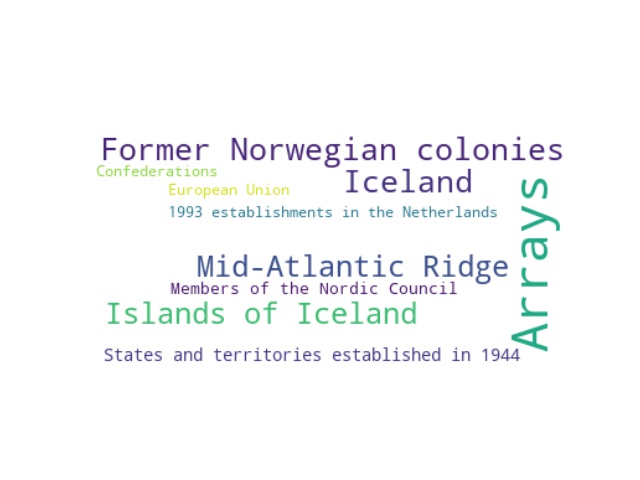 Former Norwegian colonies
Confederations
Iceland
European Union
1993 establishments in the Netherlands
Arrays
Mid-Atlantic Ridge
Members of the Nordic Council
Islands of Iceland
States and territories established in 1944